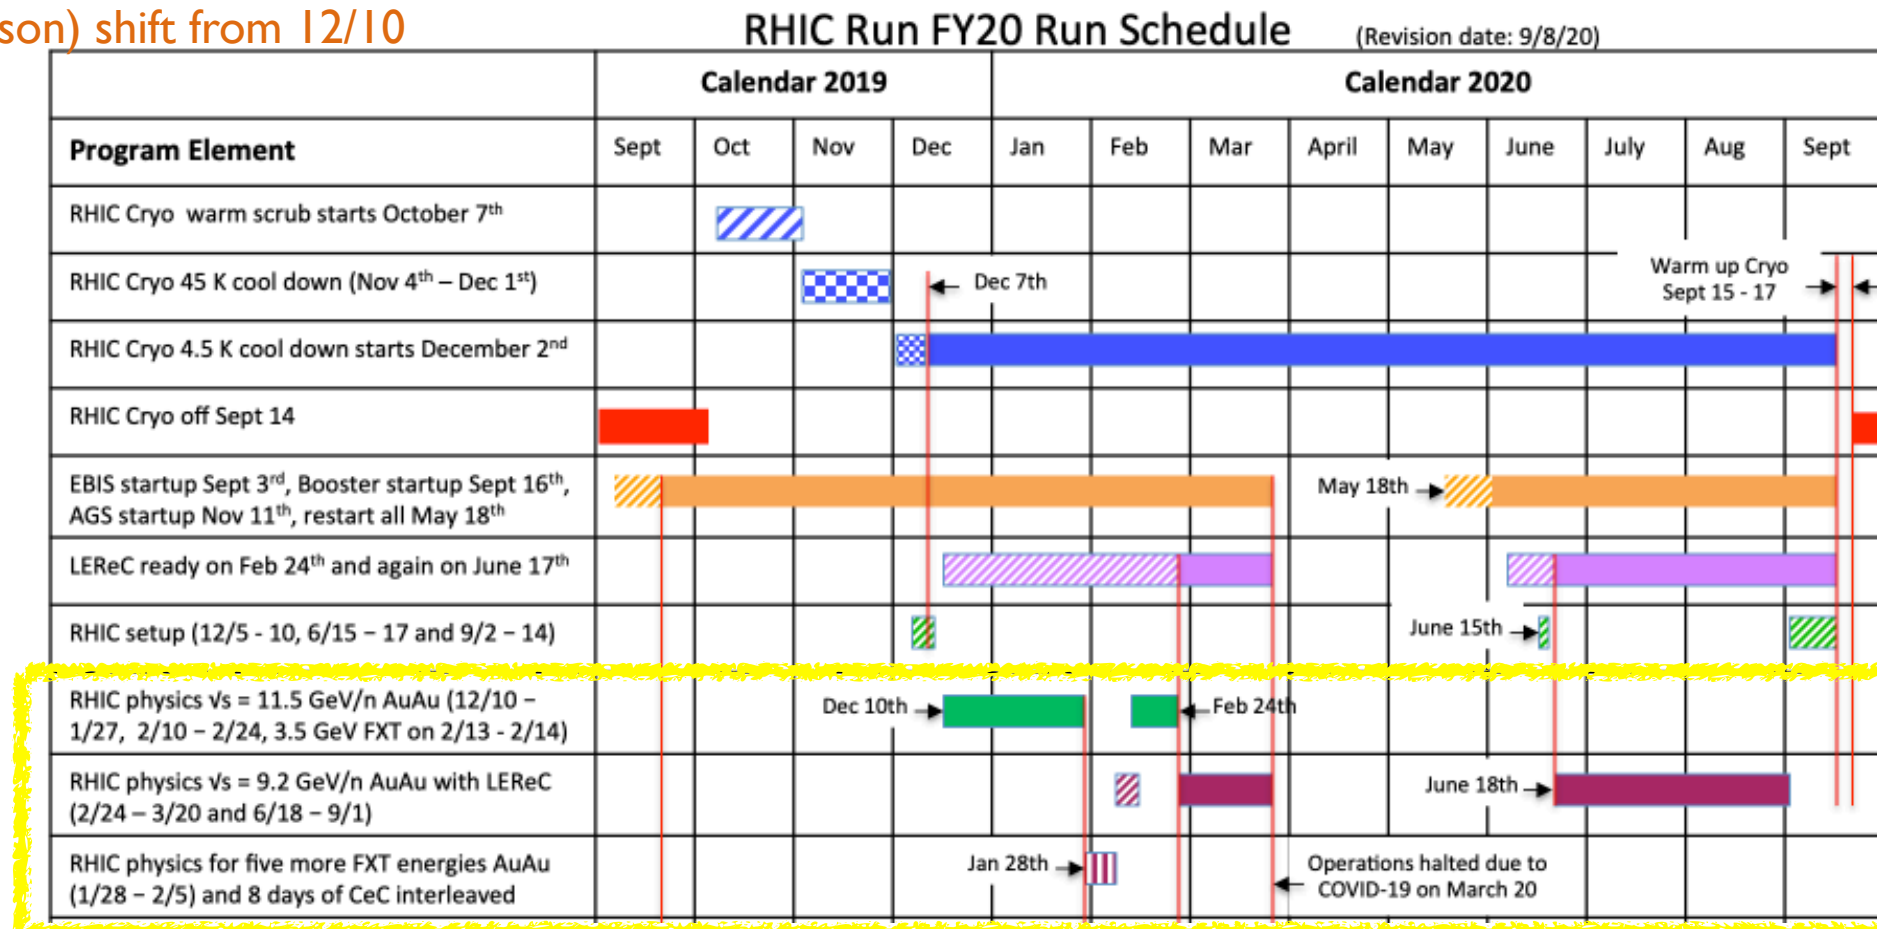 son) shift from 12/10
RHIC Run FY20 Run Schedule (Revision date: 9/8/20)
Calendar 2019 Calendar 2020
Program Element Sept Oct Nov Dec Jan Feb Mar April May June July Aug Sept
RHIC Cryo warm scrub starts October 7th
RHIC Cryo 45 K cool down (Nov 4th – Dec 1st)
Dec 7th
Warm up Cryo
Sept 15 - 17
RHIC Cryo 4.5 K cool down starts December 2nd
RHIC Cryo off Sept 14
EBIS startup Sept 3rd, Booster startup Sept 16th,
AGS startup Nov 11th, restart all May 18th
May 18th
LEReC ready on Feb 24th and again on June 17th
RHIC setup (12/5 - 10, 6/15 – 17 and 9/2 – 14)
June 15th
RHIC physics √s = 11.5 GeV/n AuAu (12/10 –
1/27, 2/10 – 2/24, 3.5 GeV FXT on 2/13 - 2/14)
Dec 10th
Feb 24th
RHIC physics √s = 9.2 GeV/n AuAu with LEReC
(2/24 – 3/20 and 6/18 – 9/1)
June 18th
RHIC physics for five more FXT energies AuAu
(1/28 – 2/5) and 8 days of CeC interleaved
Jan 28th
Operations halted due to
COVID-19 on March 20